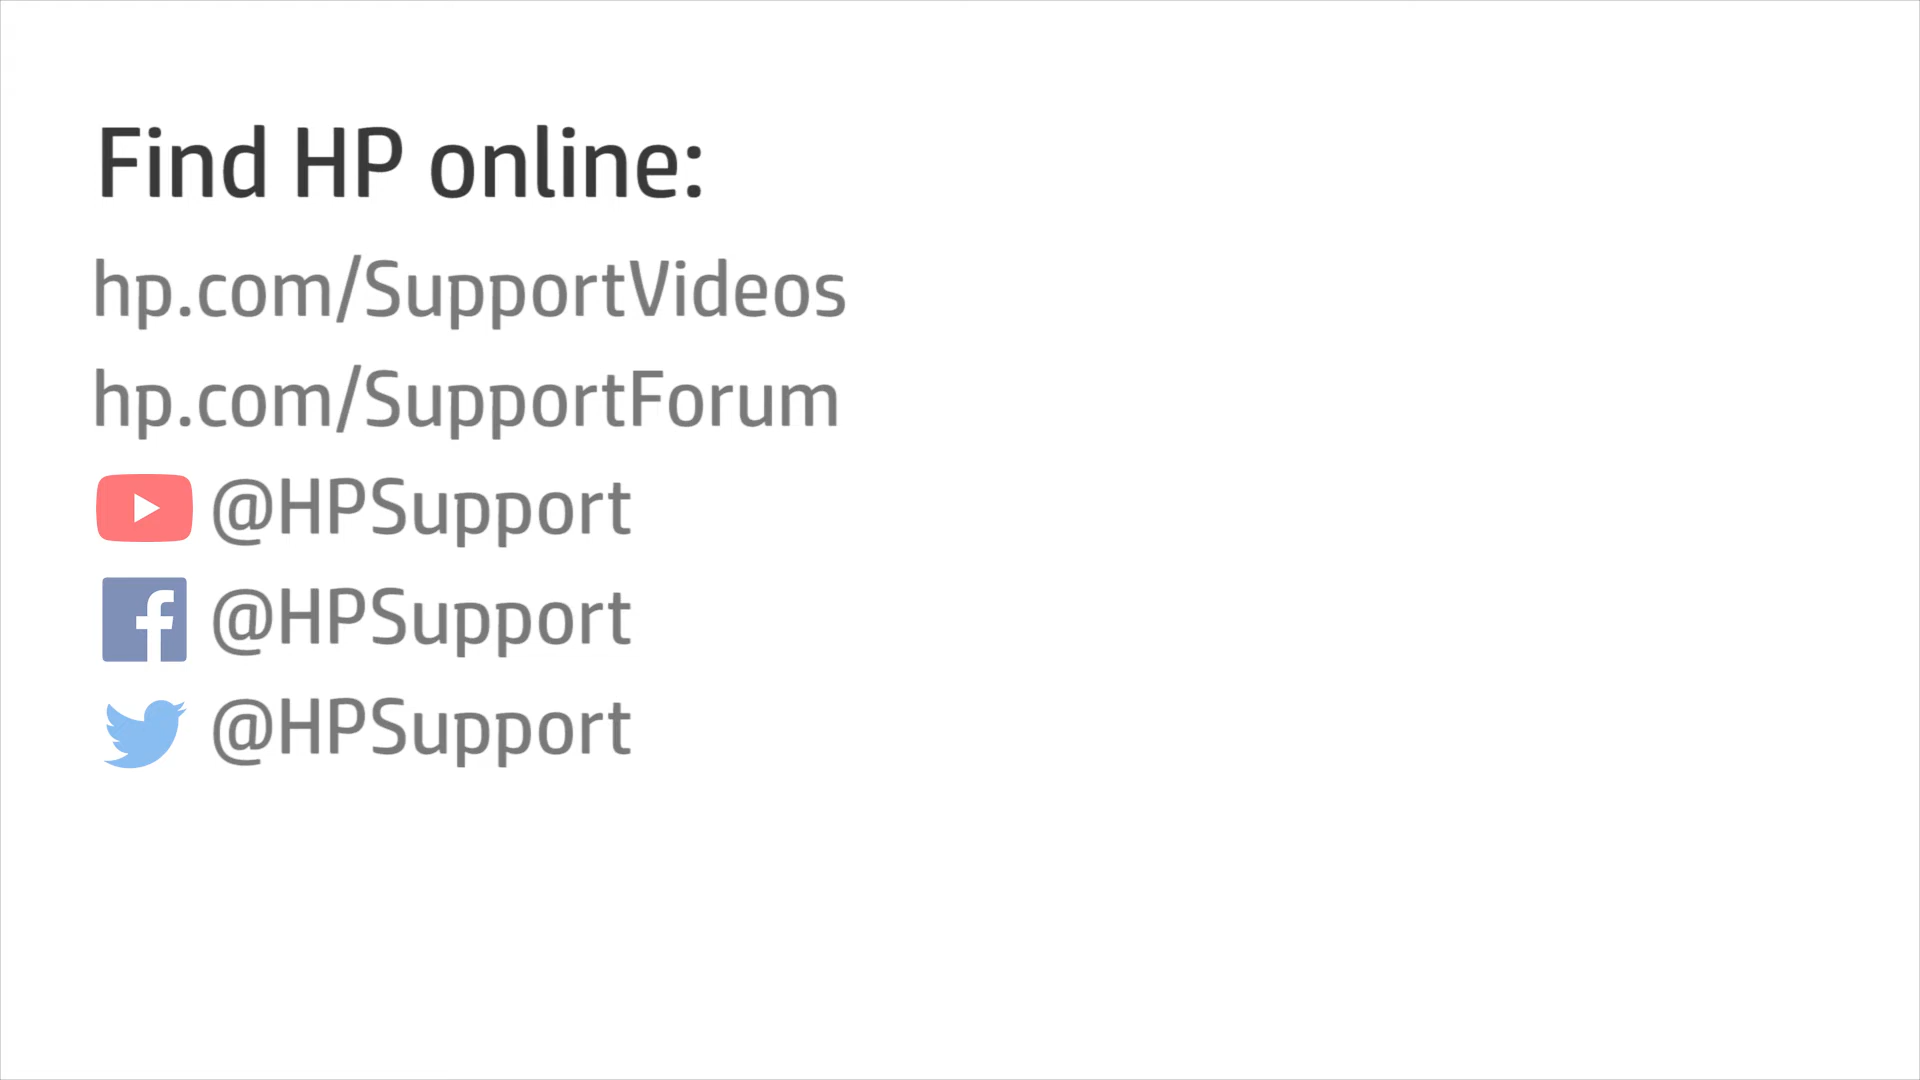 Find HP online:
hp.com/SupportVideos
hp.com/SupportForum
@HPSupport
@HPSupport
@HPSupport